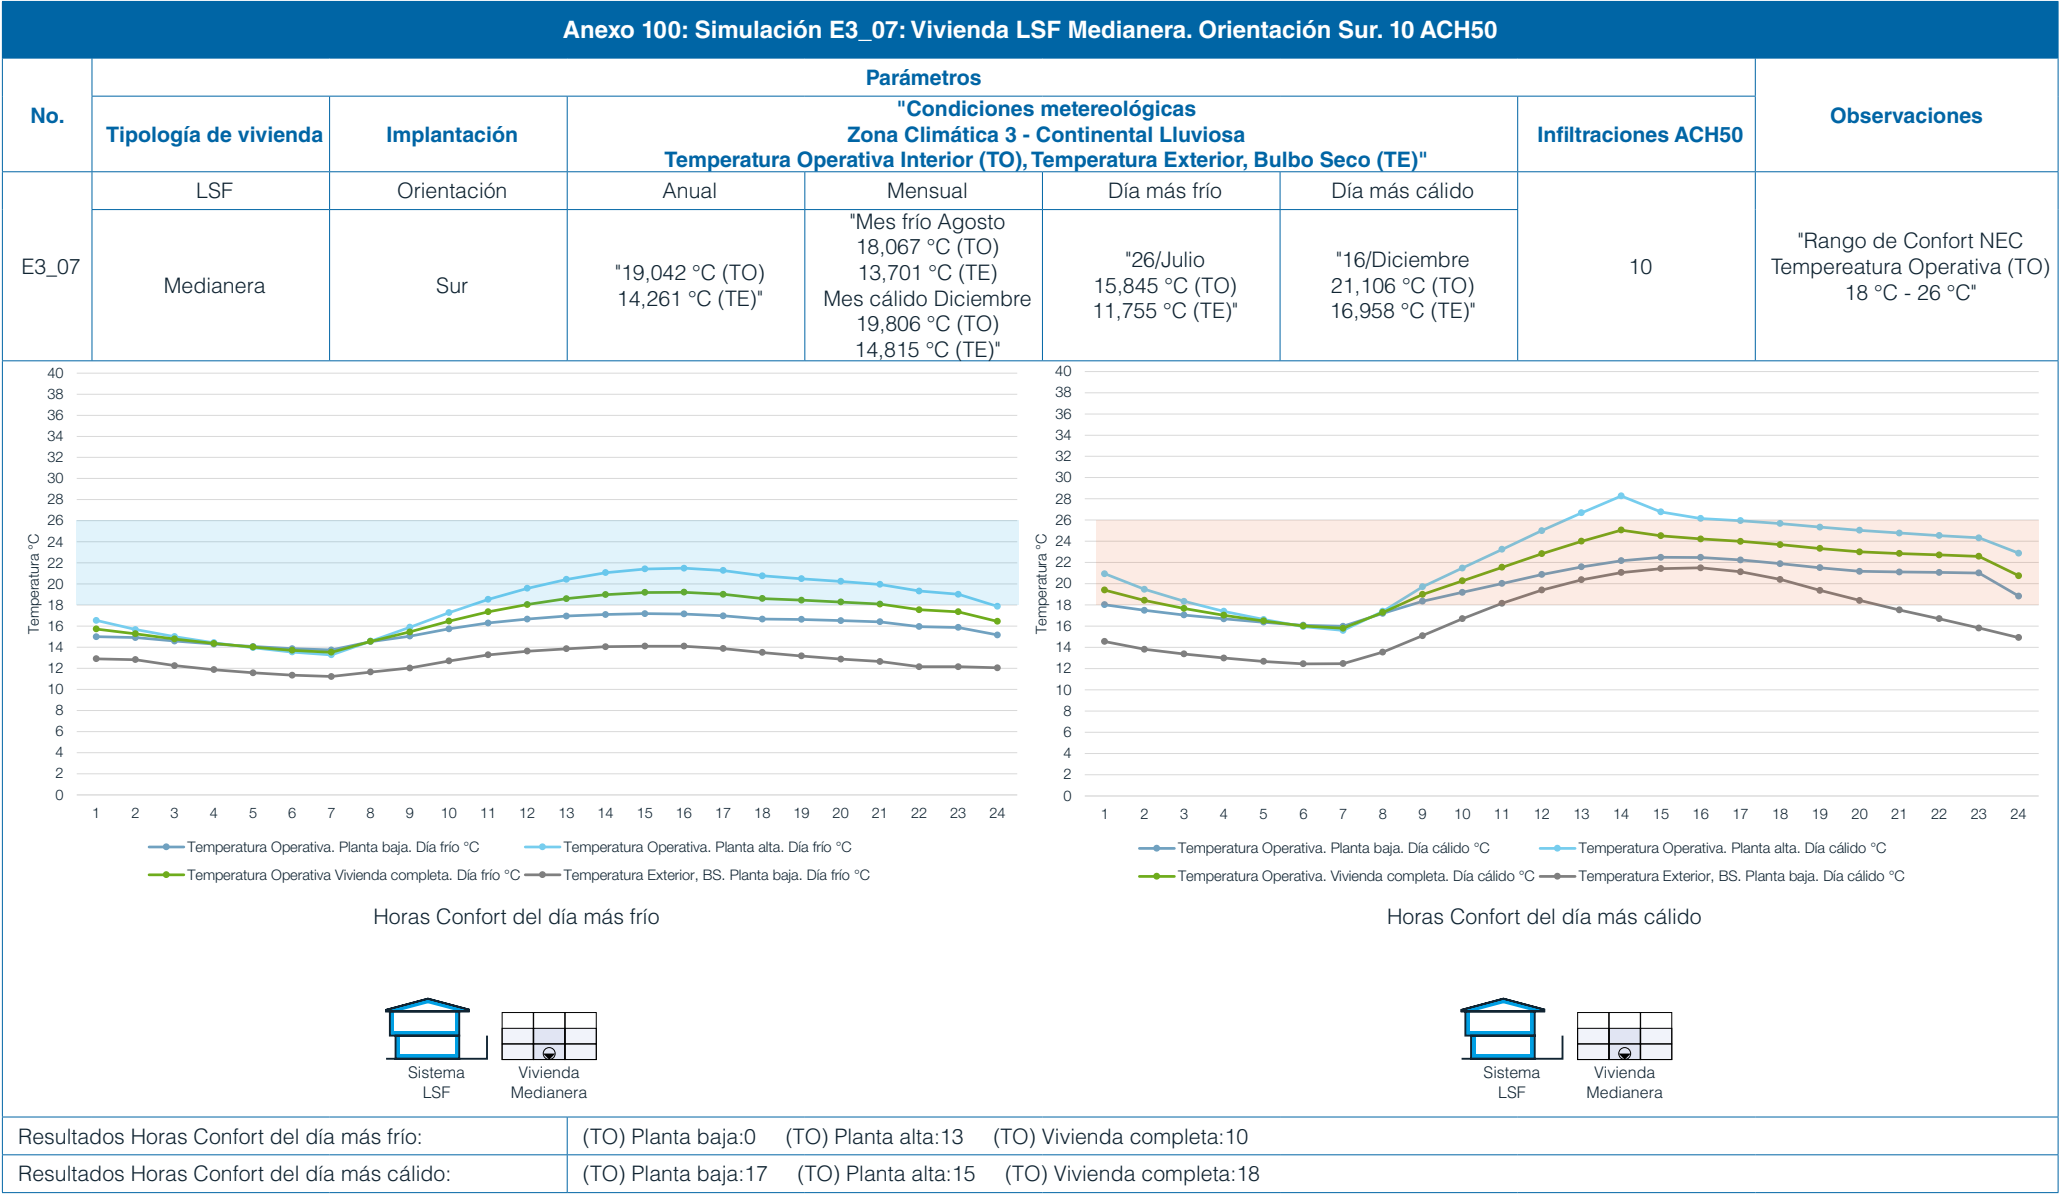 Anexo 100: Simulación E3_07: Vivienda LSF Medianera. Orientación Sur. 10 ACH50
No.
Parámetros
Observaciones
Tipología de vivienda
Implantación
"Condiciones metereológicas
Zona Climática 3 - Continental Lluviosa
Temperatura Operativa Interior (TO), Temperatura Exterior, Bulbo Seco (TE)"
Infiltraciones ACH50
E3_07
LSF
Orientación
Anual
Mensual
Día más frío
Día más cálido
Medianera
Sur
"19,042 °C (TO)
14,261 °C (TE)"
"Mes frío Agosto
18,067 °C (TO)
13,701 °C (TE)
Mes cálido Diciembre
19,806 °C (TO)
14,815 °C (TE)"
"26/Julio
15,845 °C (TO)
11,755 °C (TE)"
"16/Diciembre
21,106 °C (TO)
16,958 °C (TE)"
10
"Rango de Confort NEC
Tempereatura Operativa (TO)
18 °C - 26 °C"
Temperatura °C
40
38
36
34
32
30
28
26
24
22
20
18
16
14
12
10
8
6
4
2
0
1 2 3 4 5 6 7 8 9 10 11 12 13 14 15 16 17 18 19 20 21 22 23 24
Temperatura Operativa. Planta baja. Día frío °C
Temperatura Operativa. Planta alta. Día frío °C
Temperatura Operativa Vivienda completa. Día frío °C
Temperatura Exterior, BS. Planta baja. Día frío °C
Horas Confort del día más frío
Sistema
LSF
Vivienda
Medianera
Temperatura °C
40
38
36
34
32
30
28
26
24
22
20
18
16
14
12
10
8
6
4
2
0
1 2 3 4 5 6 7 8 9 10 11 12 13 14 15 16 17 18 19 20 21 22 23 24
Temperatura Operativa. Planta baja. Día cálido °C
Temperatura Operativa. Planta alta. Día cálido °C
Temperatura Operativa. Vivienda completa. Día cálido °C
Temperatura Exterior, BS. Planta baja. Día cálido °C
Horas Confort del día más cálido
Sistema
LSF
Vivienda
Medianera
Resultados Horas Confort del día más frío:
(TO) Planta baja:0 (TO) Planta alta:13 (TO) Vivienda completa:10
Resultados Horas Confort del día más cálido:
(TO) Planta baja:17 (TO) Planta alta:15 (TO) Vivienda completa:18